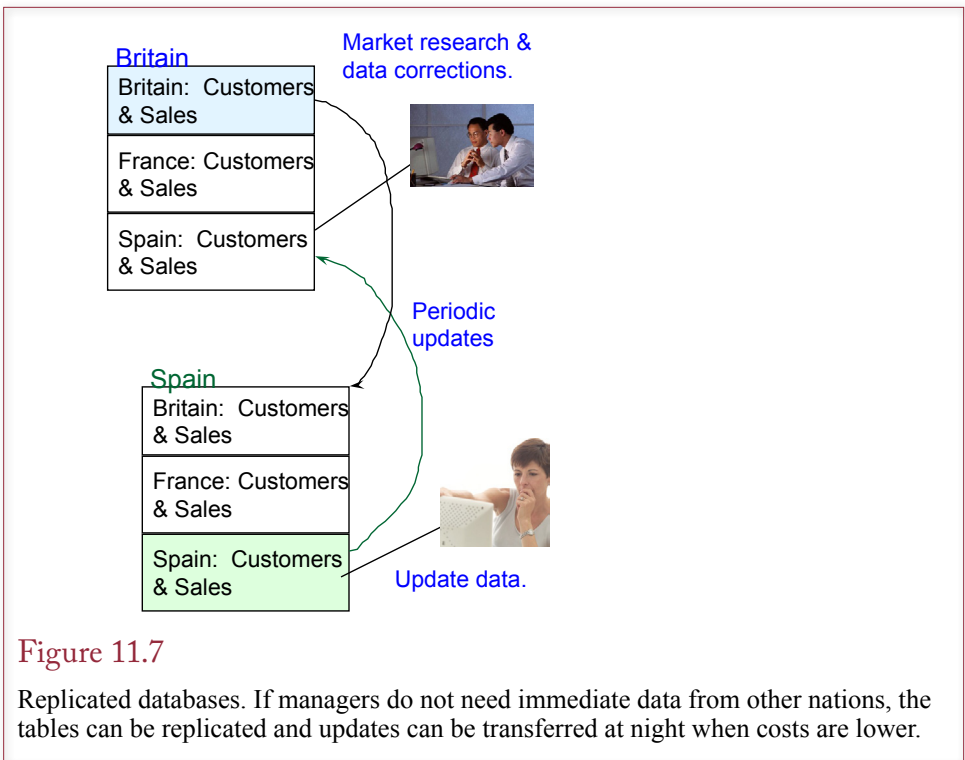 Britain
Market research &
data corrections.
Britain: Customers
& Sales
France: Customers
& Sales
Spain: Customers
& Sales
Periodic
updates
Spain
Britain: Customers
& Sales
France: Customers
& Sales
Spain: Customers
& Sales
Update data.
Figure 11.7
Replicated databases. If managers do not need immediate data from other nations, the
tables can be replicated and updates can be transferred at night when costs are lower.